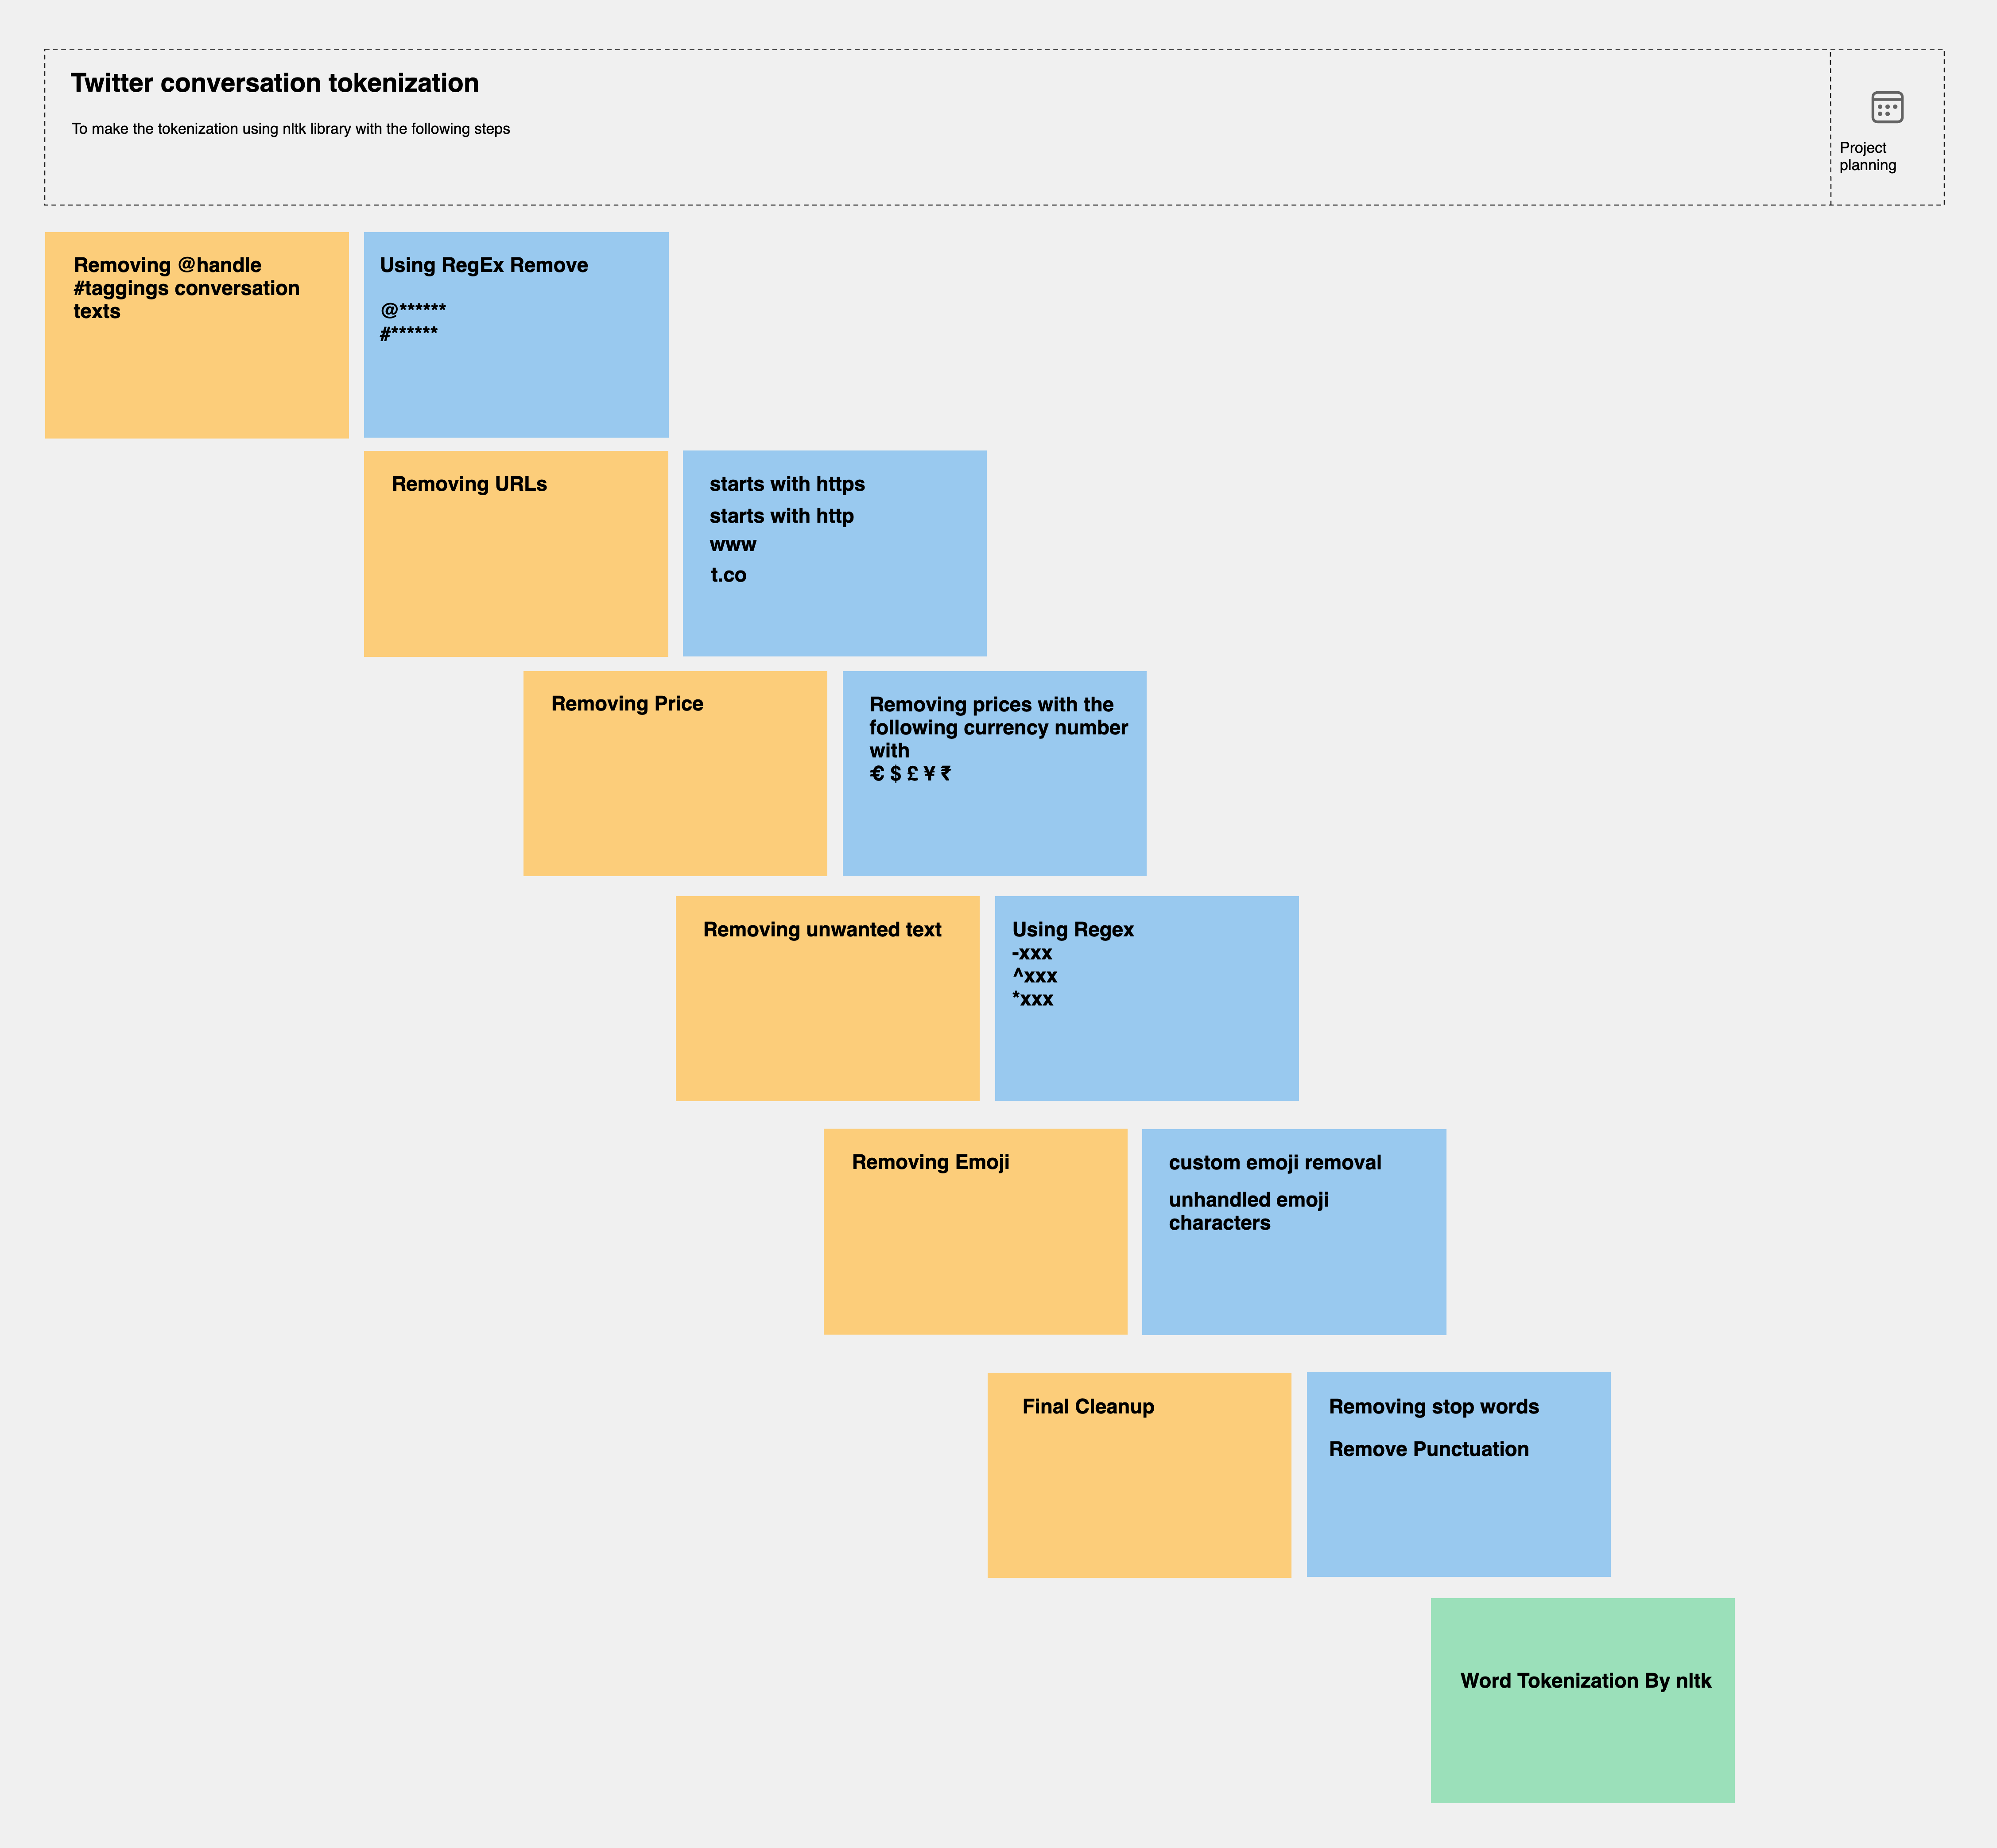 Twitter conversation tokenization
To make the tokenization using nltk library with the following steps
Project
planning
Removing @handle
#taggings conversation
texts
Using RegEx Remove
@******
#******
Removing URLs
starts with https
starts with http
www
t.co
Removing Price
Removing prices with the
following currency number
with
€ $ £ ¥ ₹
Removing unwanted text
Using Regex
-xxx
^xxx
*xxx
Removing Emoji
custom emoji removal
unhandled emoji
characters
Final Cleanup
Removing stop words
Remove Punctuation
Word Tokenization By nltk